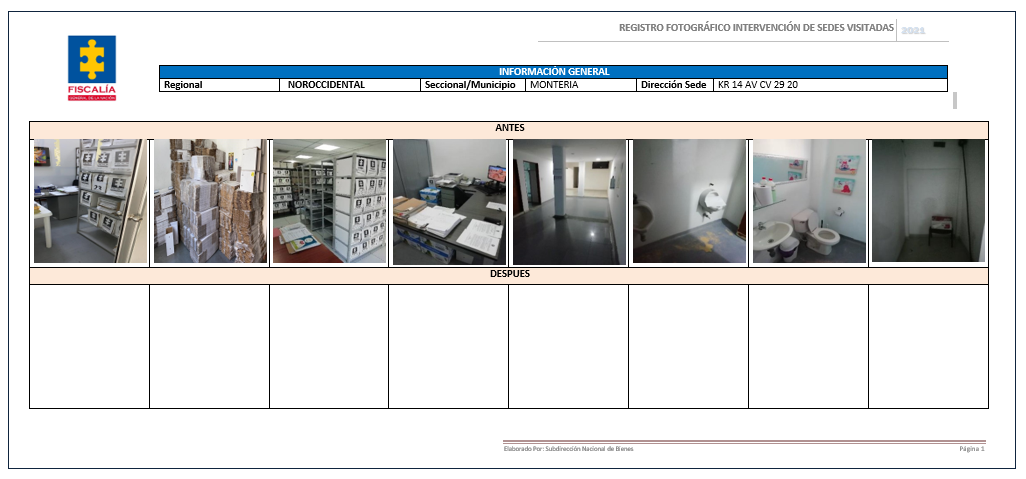 REGISTRO FOTOGRÁFICO INTERVENCIÓN DE SEDES VISITADAS 2021
FISCALÍA
GENERAL DE LA NACIÓN
INFORMACIÒN GENERAL
Regional NOROCCIDENTAL Seccional/Municipio MONTERIA Dirección Sede KR 14 AV CV 29 20
ANTES
DESPUES
Elaborado Por: Subdirección Nacional de Bienes Página 1